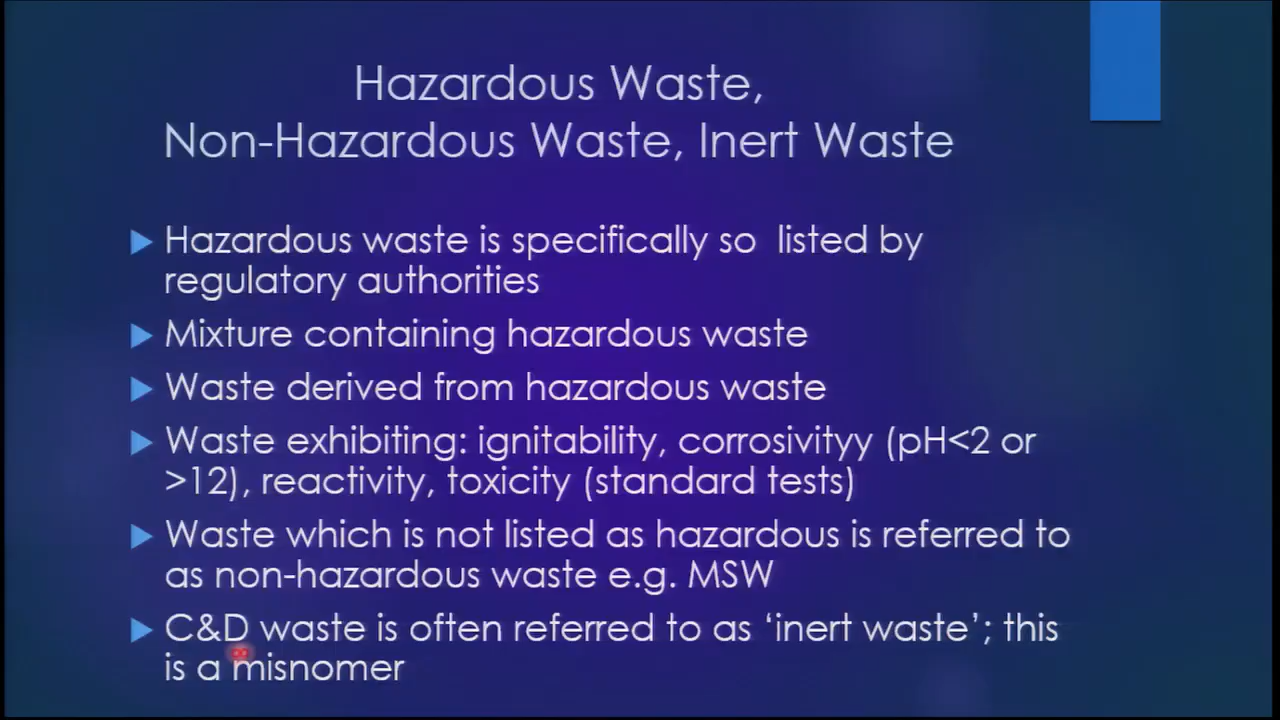 Hazardous Waste,
Non-Hazardous Waste, Inert Waste
Hazardous waste is specifically so listed by
regulatory authorities
Mixture containing hazardous waste
Waste derived from hazardous waste
Waste exhibiting: ignitability, corrosivityy (pH<2 or
>12), reactivity, toxicity (standard tests)
Waste which is not listed as hazardous is referred to
as non-hazardous waste e.g. MSW
C&D waste is often referred to as ‘inert waste’; this
is a misnomer